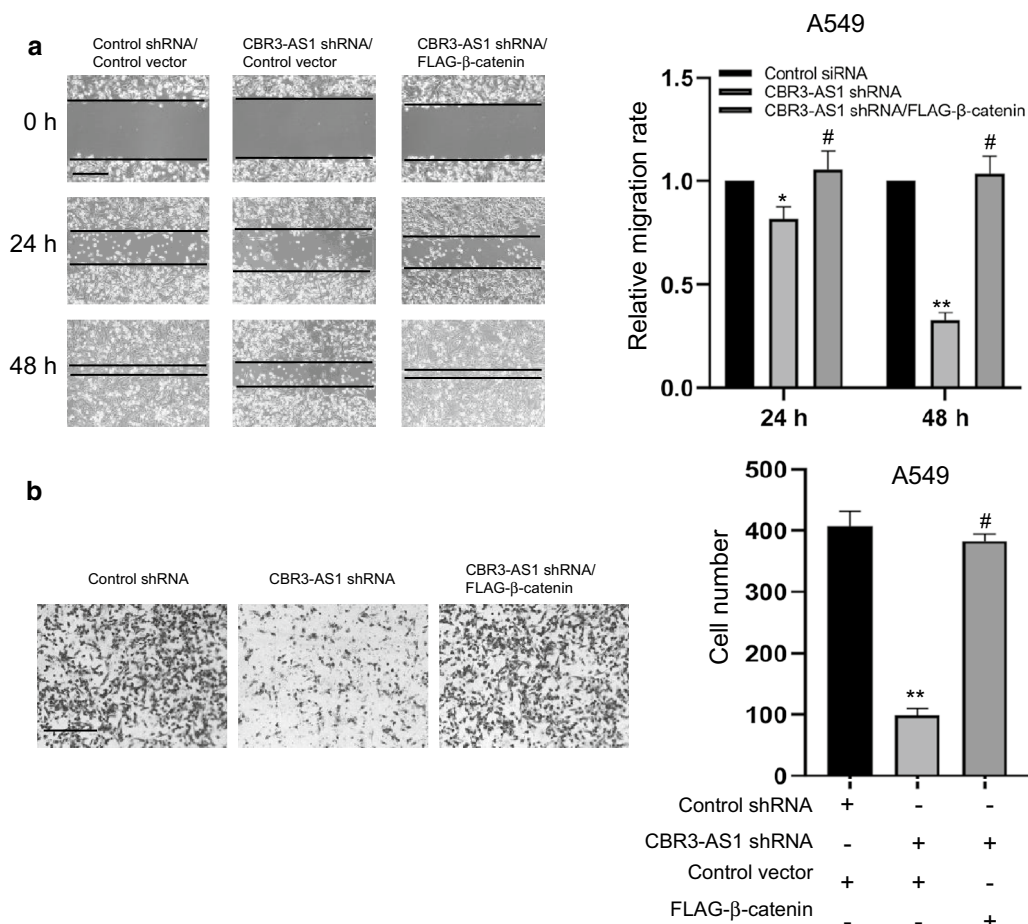 a
Control shRNA/
Control vector
CBR3-AS1 shRNA/
Control vector
CBR3-AS1 shRNA/
FLAG-β-catenin
0 h
24 h
48 h
A549
Relative migration rate
1.5
1.0
0.5
0.0
Control siRNA
CBR3-AS1 shRNA
CBR3-AS1 shRNA/FLAG-β-catenin
*
#
**
#
24 h
48 h
b
Control shRNA
CBR3-AS1 shRNA
CBR3-AS1 shRNA/
FLAG-β-catenin
A549
Cell number
500
400
300
200
100
0
**
#
Control shRNA + - -
CBR3-AS1 shRNA - + +
Control vector + + -
FLAG-β-catenin - - +